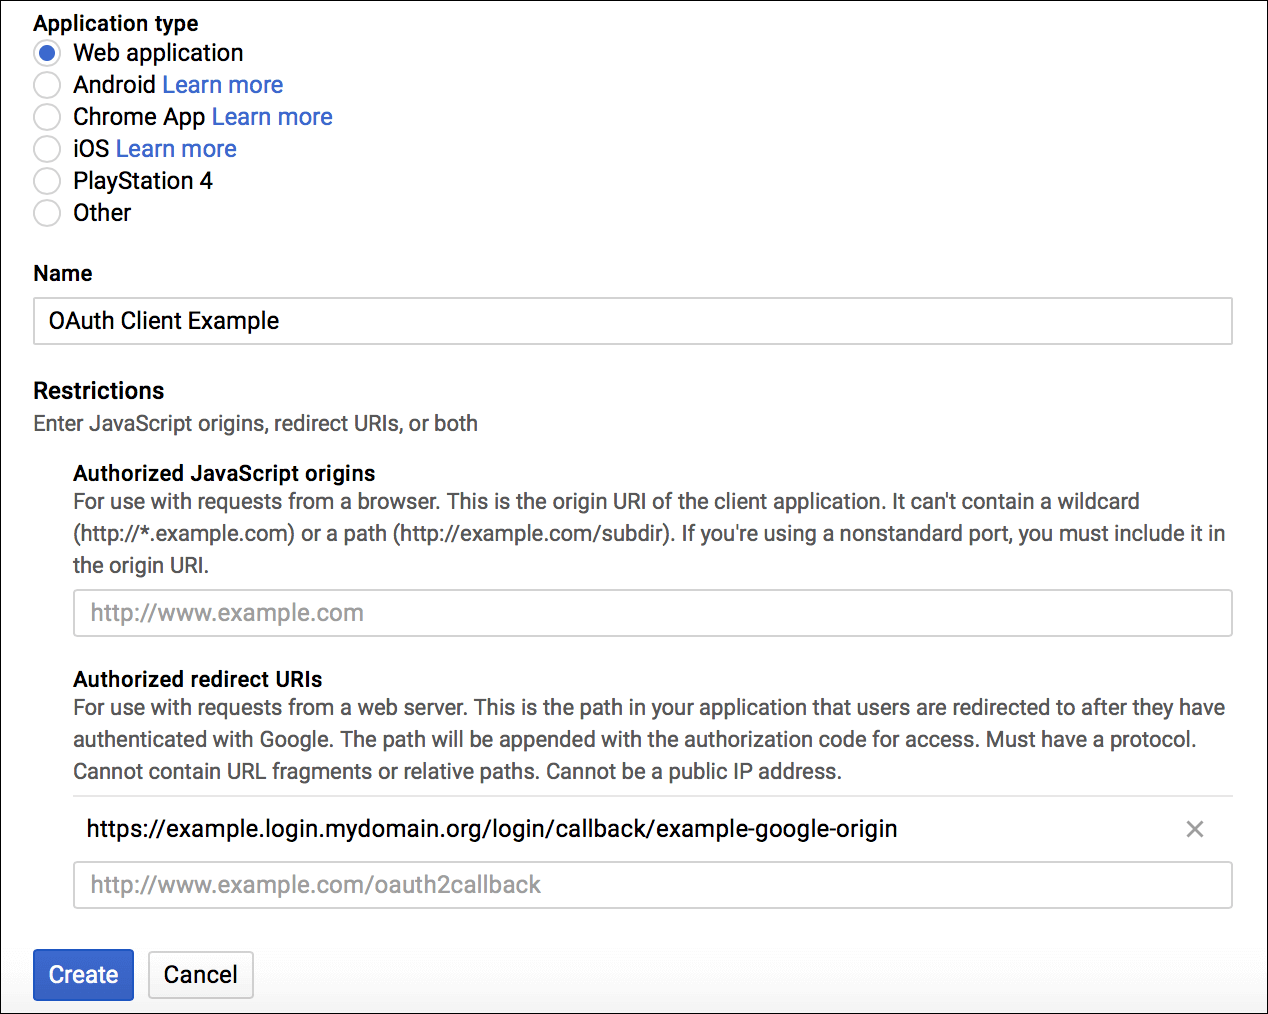 Application type
Web application
Android Learn more
Chrome App Learn more
iOS Learn more
PlayStation 4
Other
Name
OAuth Client Example
Restrictions
Enter JavaScript origins, redirect URIs, or both
Authorized JavaScript origins
For use with requests from a browser. This is the origin URI of the client application. It can't contain a wildcard
(http://*.example.com) or a path (http://example.com/subdir). If you're using a nonstandard port, you must include it in
the origin URI.
http://www.example.com
Authorized redirect URIs
For use with requests from a web server. This is the path in your application that users are redirected to after they have
authenticated with Google. The path will be appended with the authorization code for access. Must have a protocol.
Cannot contain URL fragments or relative paths. Cannot be a public IP address.
https://example.login.mydomain.org/login/callback/example-google-origin
http://www.example.com/oauth2callback
Create Cancel